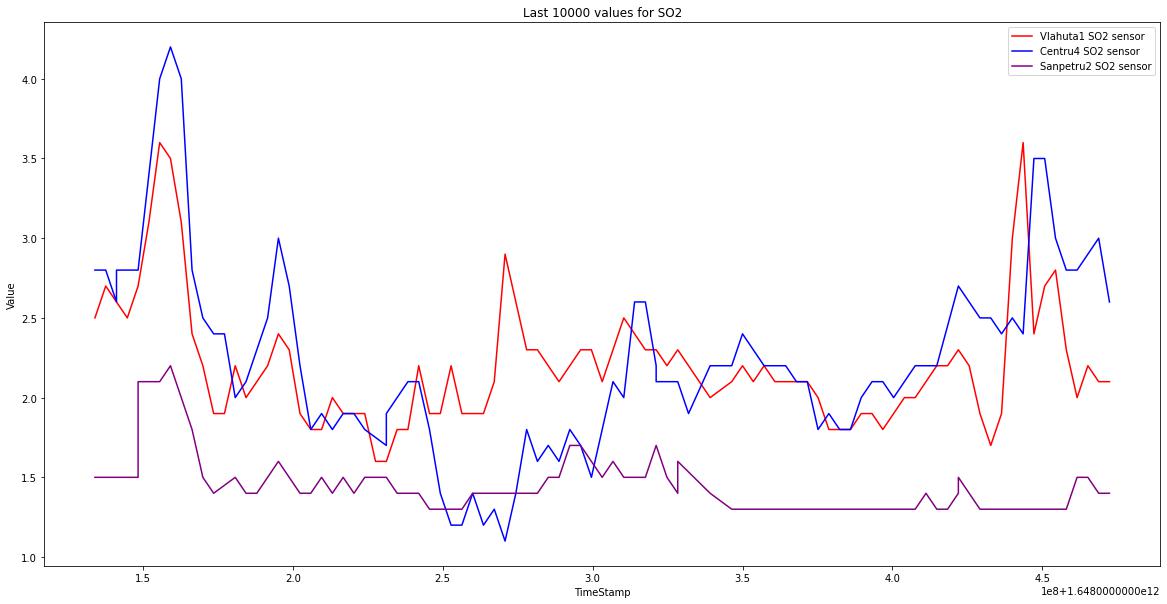 Last 10000 values for SO2
Vlahuta1 SO2 sensor
Centru4 SO2 sensor
Sanpetru2 SO2 sensor
Value
4.0
3.5
3.0
2.5
2.0
1.5
1.0
1.5 2.0 2.5 3.0 3.5 4.0 4.5
TimeStamp
1e8+1.6480000000e12